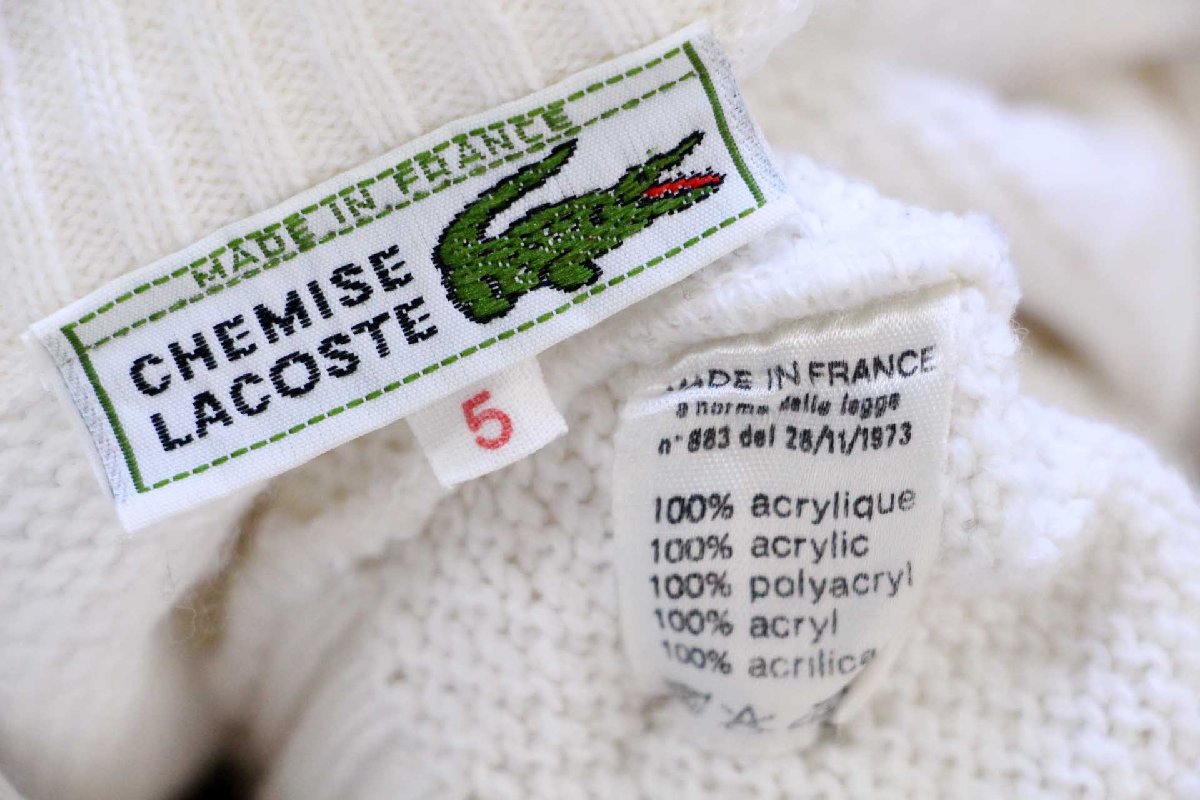 MADE IN FRANCE
CHEMISE
LACOSTE
5
MADE IN FRANCE
a norma delle legge
n° 883 del 26/11/1973
100% acrylique
100% acrylic
100% polyacryl
100% acryl
100% acrilica